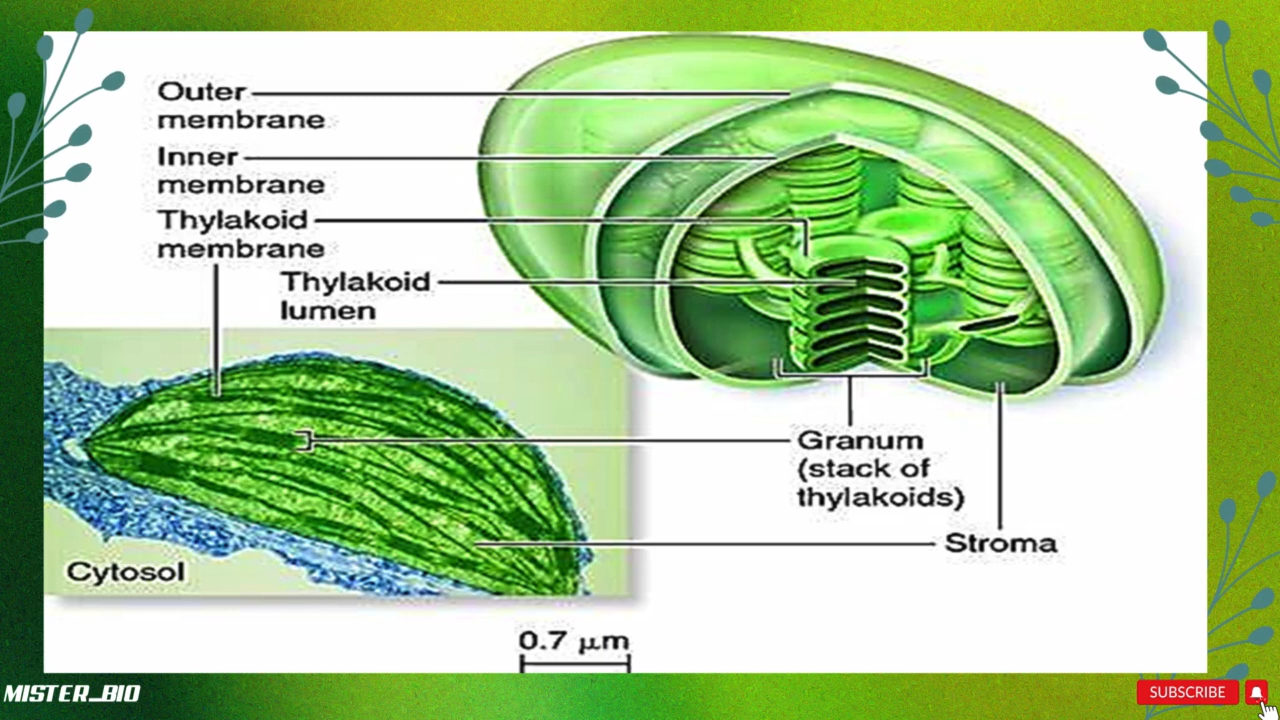 Outer
membrane
Inner
membrane
Thylakoid
membrane
Thylakoid
lumen
Granum
(stack of
thylakoids)
Stroma
Cytosol
0.7 μm
MISTER_BIO
SUBSCRIBE